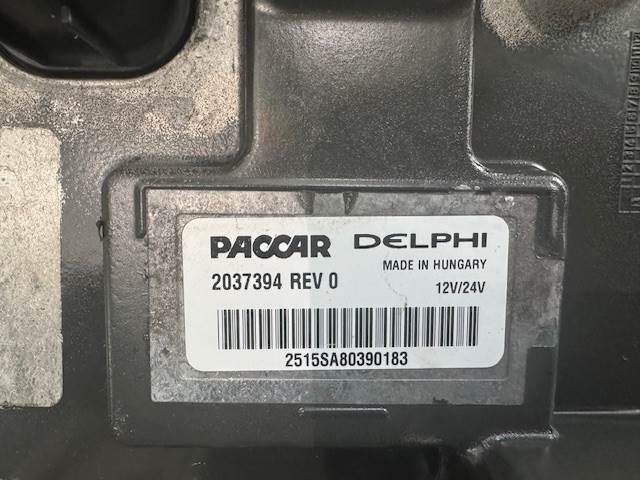 PACCAR DELPHI
MADE IN HUNGARY
2037394 REV 0
12V/24V
2515SA80390183